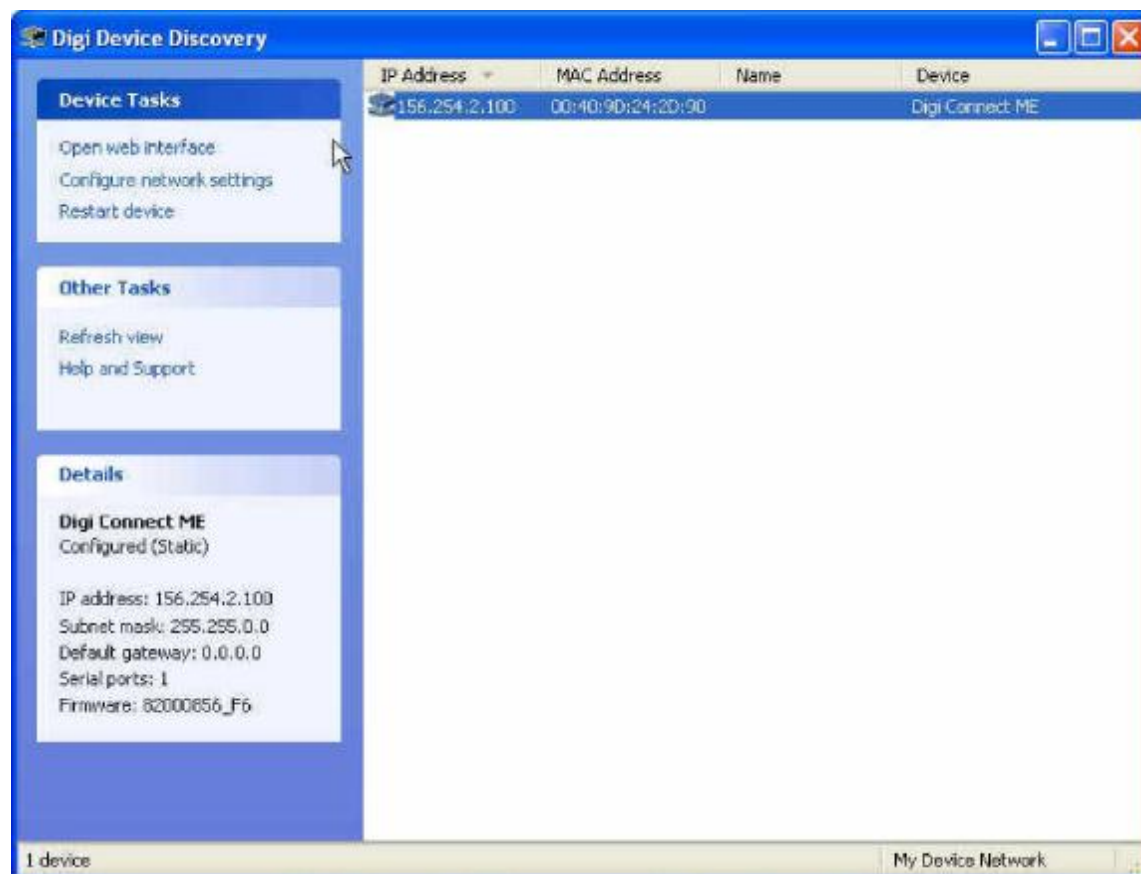 Digi Device Discovery
Device Tasks
Open web interface
Configure network settings
Restart device
Other Tasks
Refresh view
Help and Support
Details
Digi Connect ME
Configured (Static)
IP address: 156.254.2.100
Subnet mask: 255.255.0.0
Default gateway: 0.0.0.0
Serial ports: 1
Firmware: 82000856_F6
IP Address MAC Address Name Device
156.254.2.100 00:40:9D:24:2D:90 Digi Connect ME
1 device My Device Network